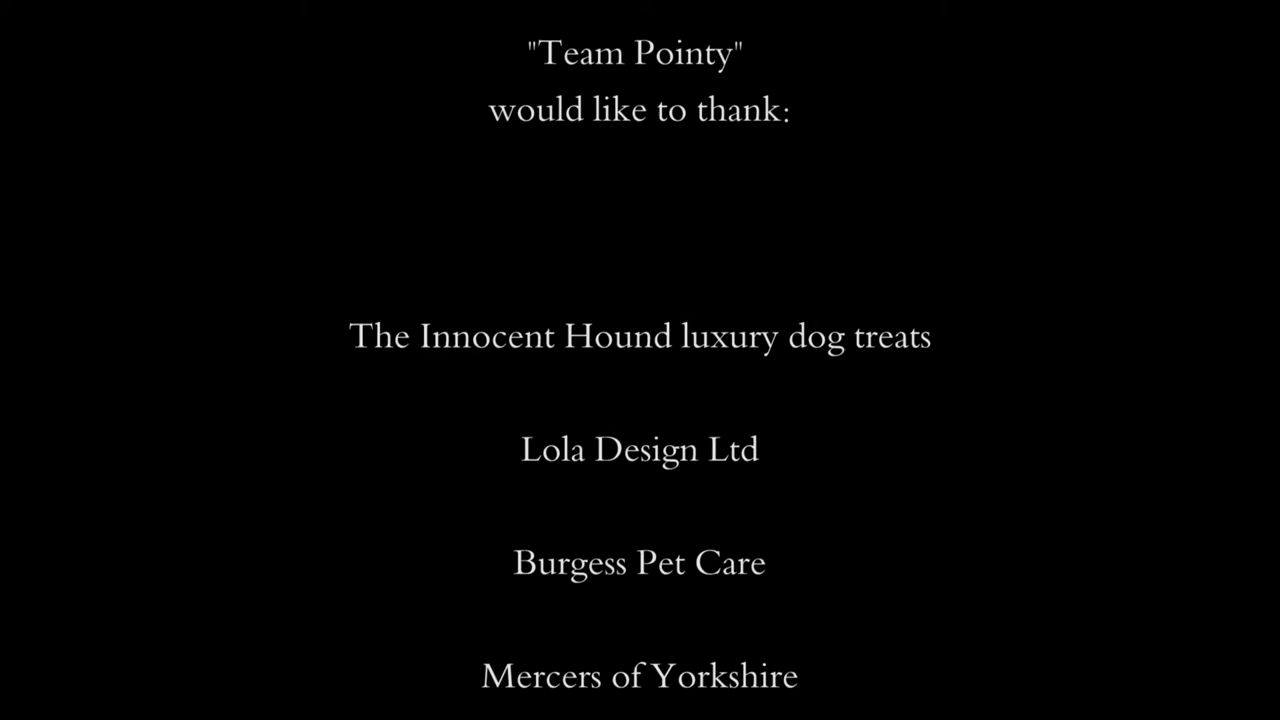 "Team Pointy"
would like to thank:
The Innocent Hound luxury dog treats
Lola Design Ltd
Burgess Pet Care
Mercers of Yorkshire